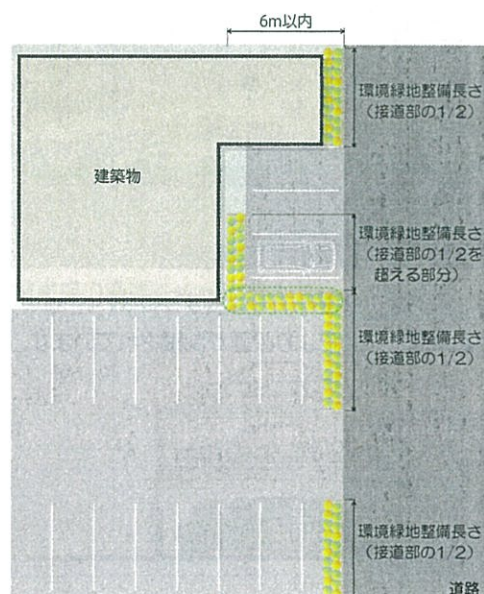 6m以内
環境緑地整備長さ
（接道部の1/2）
建築物
環境緑地整備長さ
（接道部の1/2を
超える部分）
環境緑地整備長さ
（接道部の1/2）
環境緑地整備長さ
（接道部の1/2）
道路